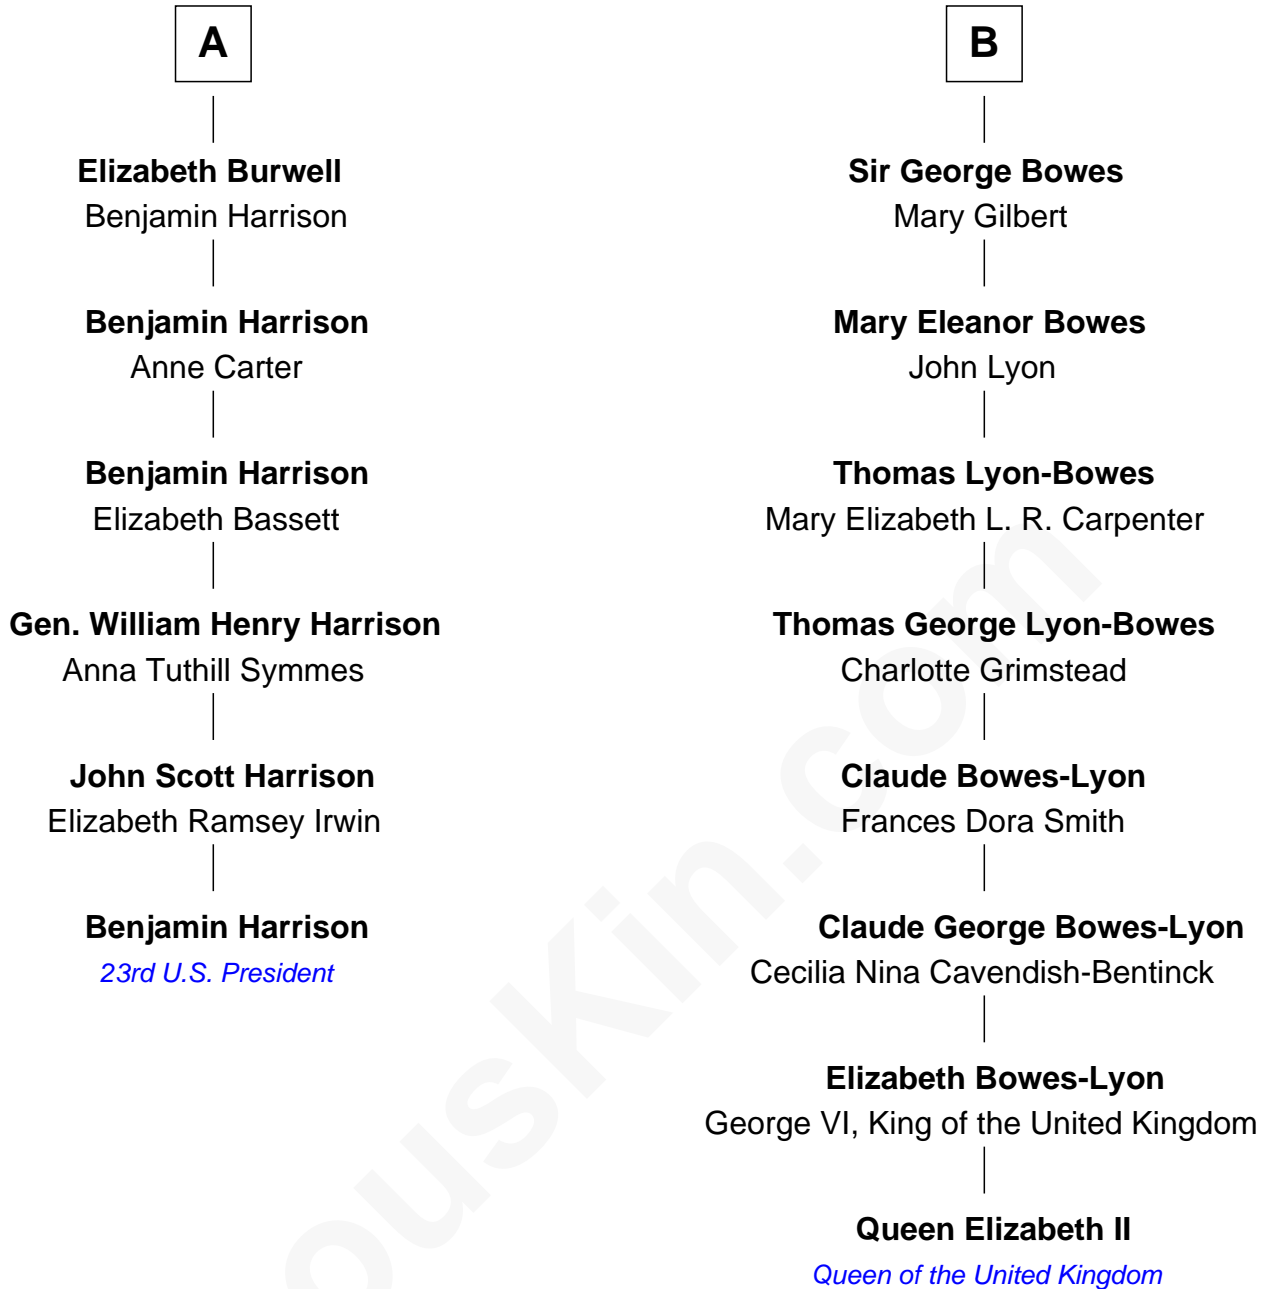 A
Elizabeth Burwell
Benjamin Harrison
Benjamin Harrison
Anne Carter
Benjamin Harrison
Elizabeth Bassett
Gen. William Henry Harrison
Anna Tuthill Symmes
John Scott Harrison
Elizabeth Ramsey Irwin
Benjamin Harrison
23rd U.S. President
B
Sir George Bowes
Mary Gilbert
Mary Eleanor Bowes
John Lyon
Thomas Lyon-Bowes
Mary Elizabeth L. R. Carpenter
Thomas George Lyon-Bowes
Charlotte Grimstead
Claude Bowes-Lyon
Frances Dora Smith
Claude George Bowes-Lyon
Cecilia Nina Cavendish-Bentinck
Elizabeth Bowes-Lyon
George VI, King of the United Kingdom
Queen Elizabeth II
Queen of the United Kingdom
ousKin.com